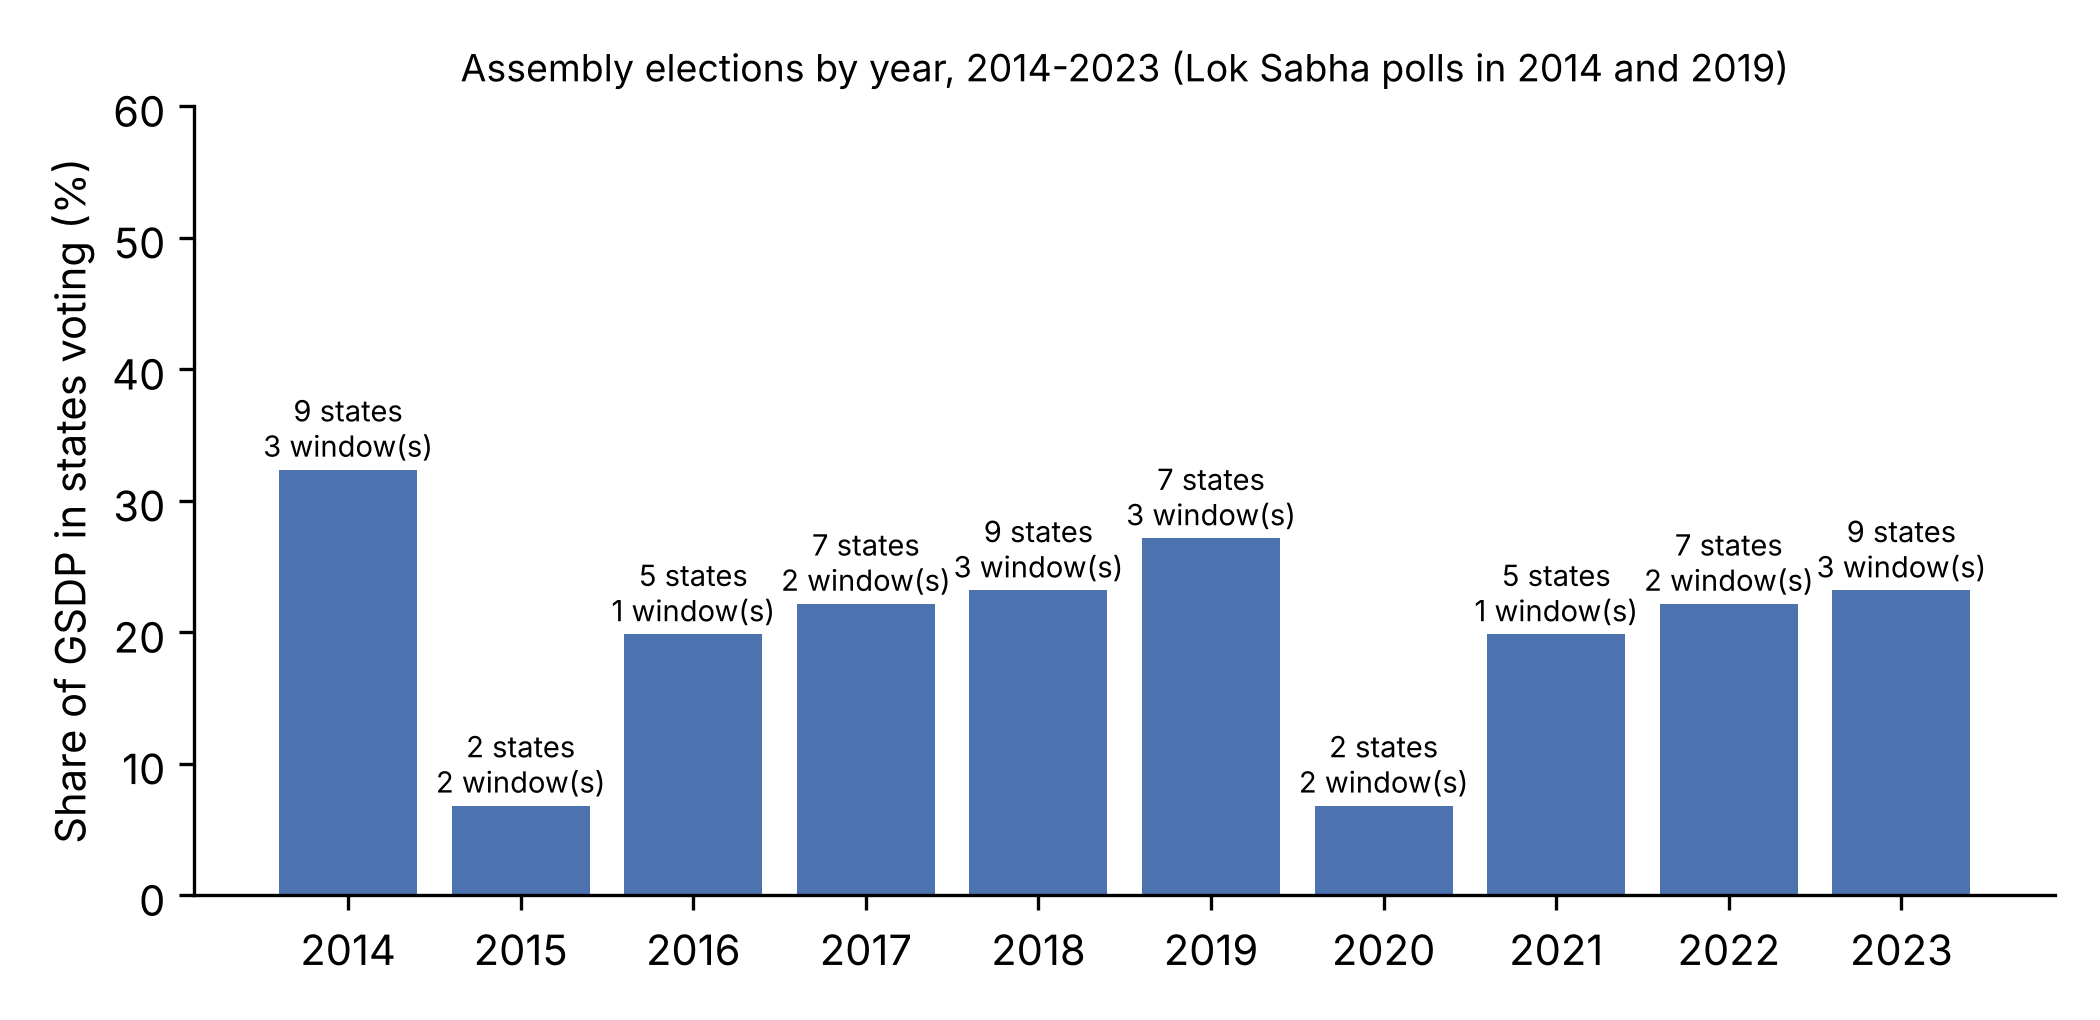 Assembly elections by year, 2014-2023 (Lok Sabha polls in 2014 and 2019)
Share of GSDP in states voting (%)
60
50
40
30
20
10
0
9 states
3 window(s)
2 states
2 window(s)
5 states
1 window(s)
7 states
2 window(s)
9 states
3 window(s)
7 states
3 window(s)
2 states
2 window(s)
5 states
1 window(s)
7 states
2 window(s)
9 states
3 window(s)
2014
2015
2016
2017
2018
2019
2020
2021
2022
2023